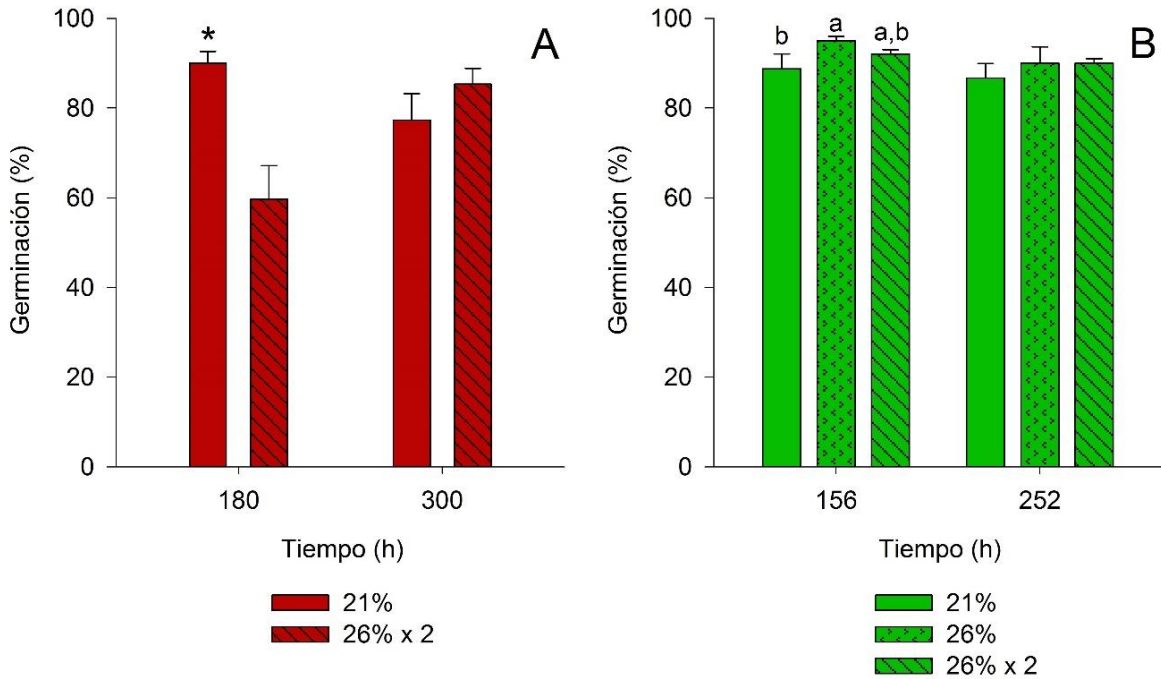 A
Germinación (%)
100
80
60
40
20
0
*
180
300
Tiempo (h)
21%
26% x 2
B
Germinación (%)
100
80
60
40
20
0
b
a
a,b
156
252
Tiempo (h)
21%
26%
26% x 2